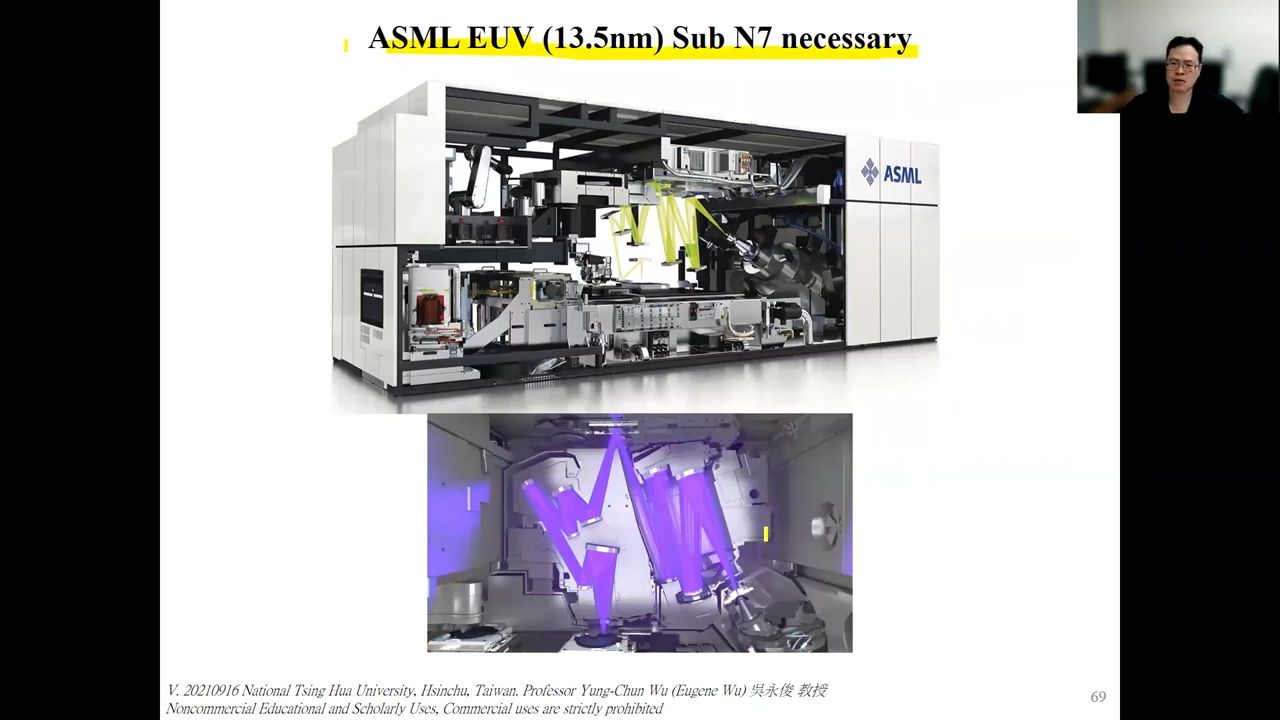 ASML EUV (13.5nm) Sub N7 necessary
ASML
V. 20210916 National Tsing Hua University, Hsinchu, Taiwan. Professor Yung-Chun Wu (Eugene Wu) 吳永俊 教授
Noncommercial Educational and Scholarly Uses, Commercial uses are strictly prohibited
69